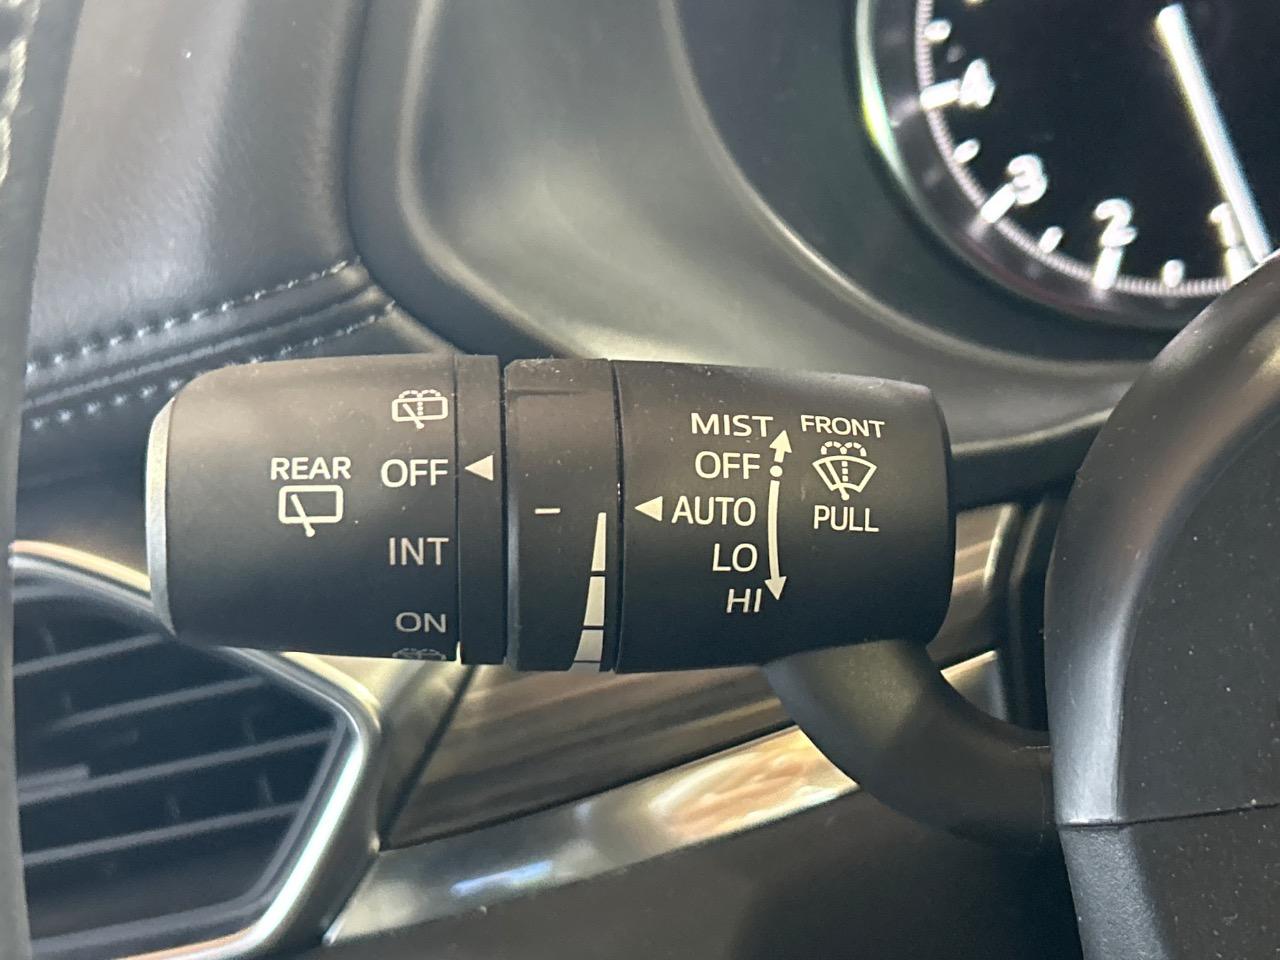 4
3
2
1
REAR
OFF
INT
ON
MIST
OFF
AUTO
LO
HI
FRONT
PULL